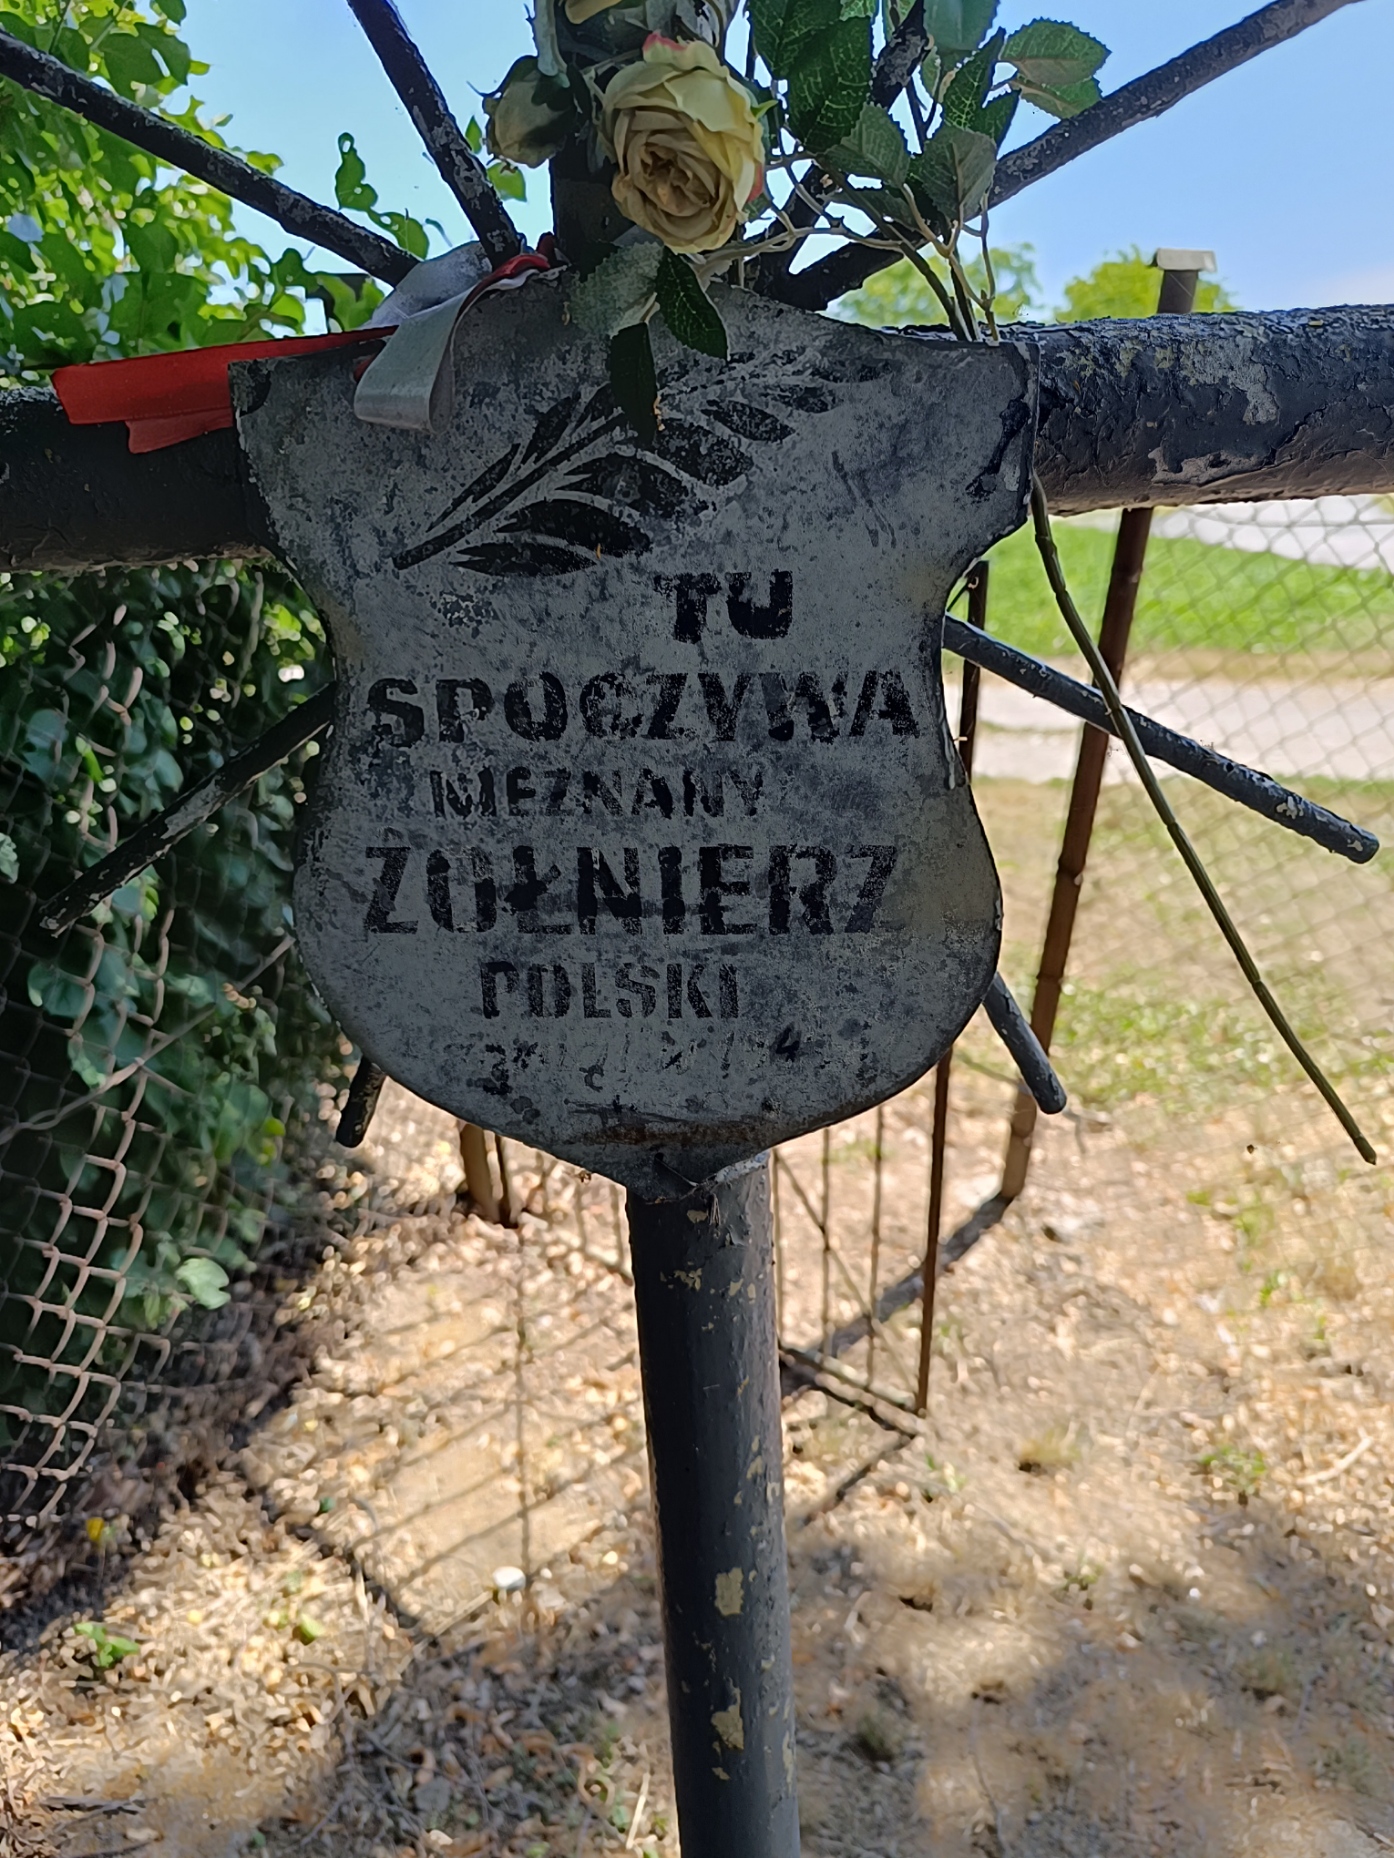 TU
SPOCZYWA
NIEZNANY
ŻOŁNIERZ
POLSKI